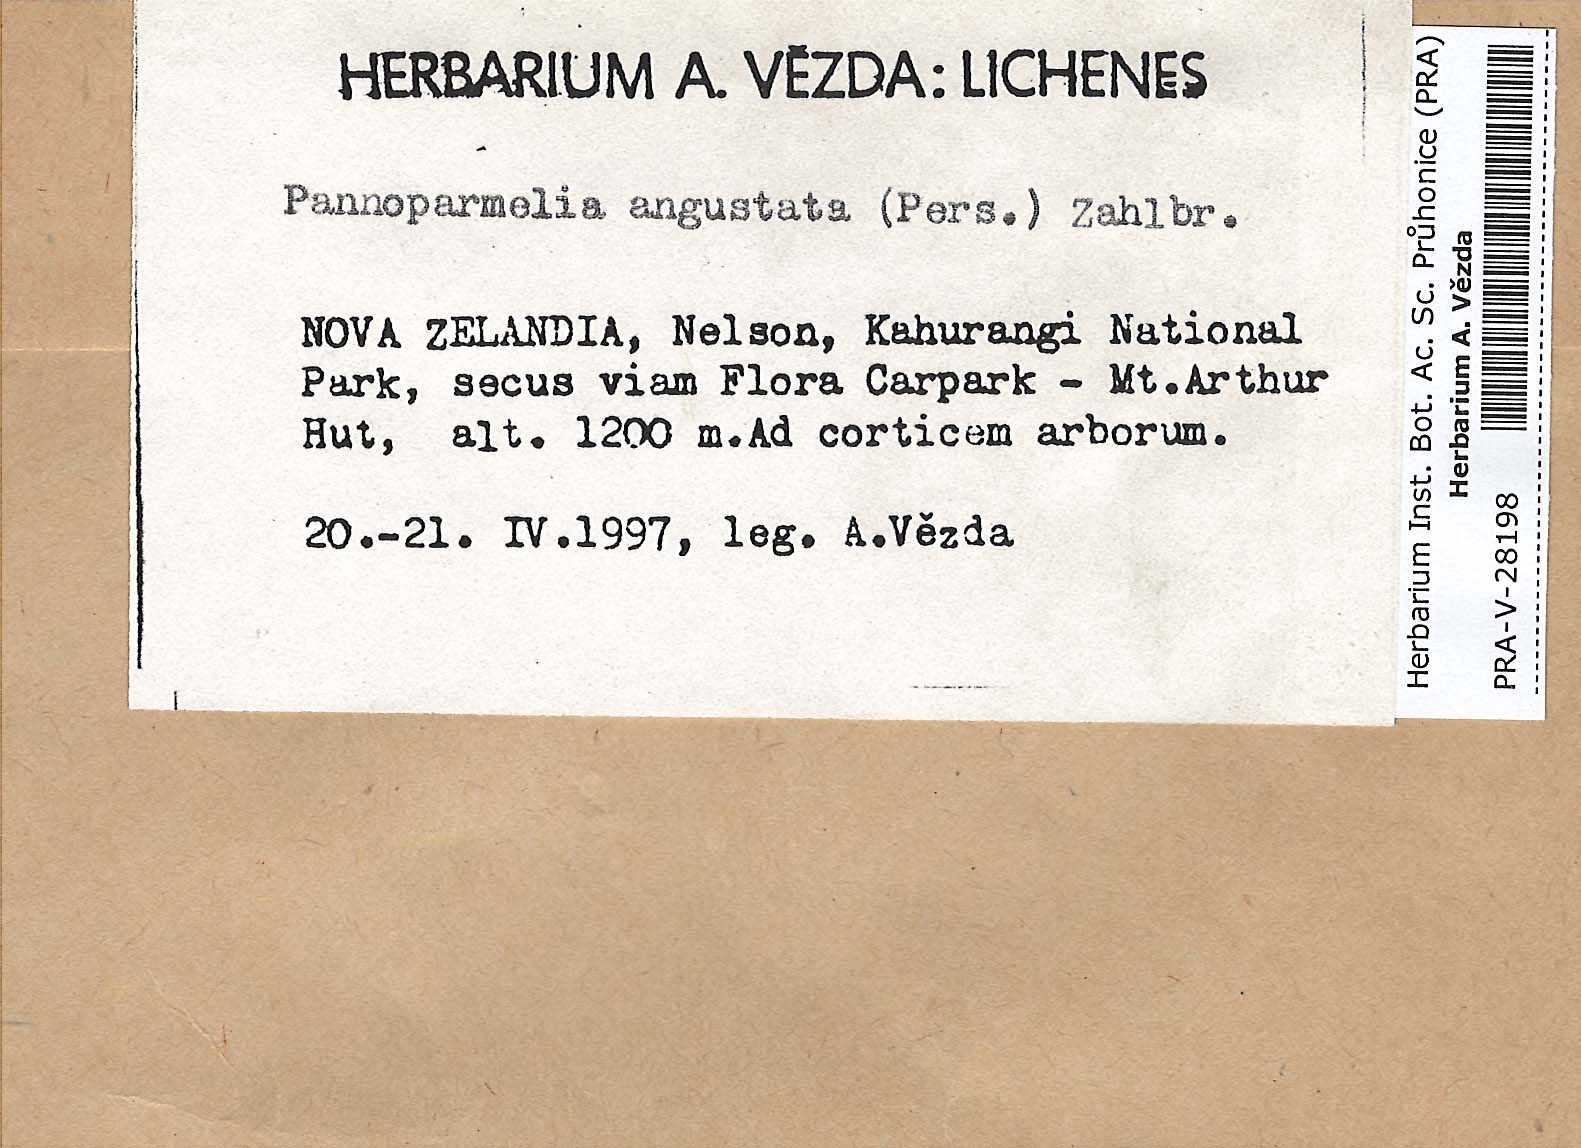 HERBARIUM A. VĚZDA: LICHENES
Pannoparmelia angustata (Pers.) Zahlbr.
NOVA ZELANDIA, Nelson, Kahurangi National
Park, secus viam Flora Carpark - Mt.Arthur
Hut, alt. 1200 m.Ad corticem arborum.
20.-21. IV.1997, leg. A.Vězda
Herbarium Inst. Bot. Ac. Sc. Průhonice (PRA)
Herbarium A. Vězda
PRA-V-28198